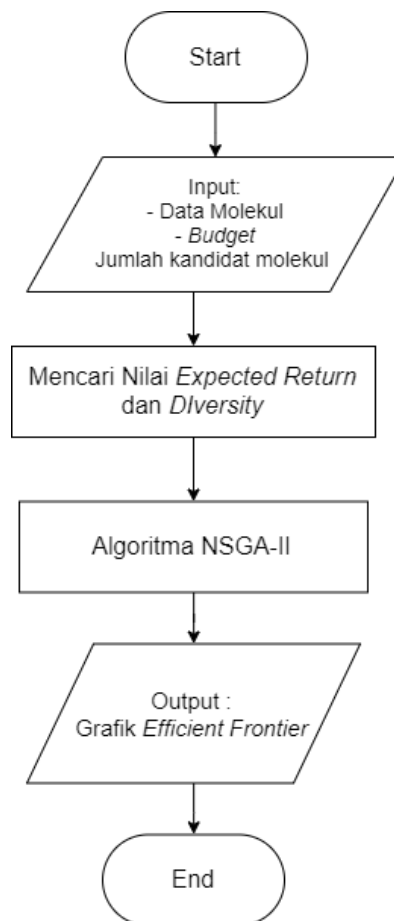 Start
Input:
- Data Molekul
- Budget
Jumlah kandidat molekul
Mencari Nilai Expected Return
dan DIversity
Algoritma NSGA-II
Output :
Grafik Efficient Frontier
End